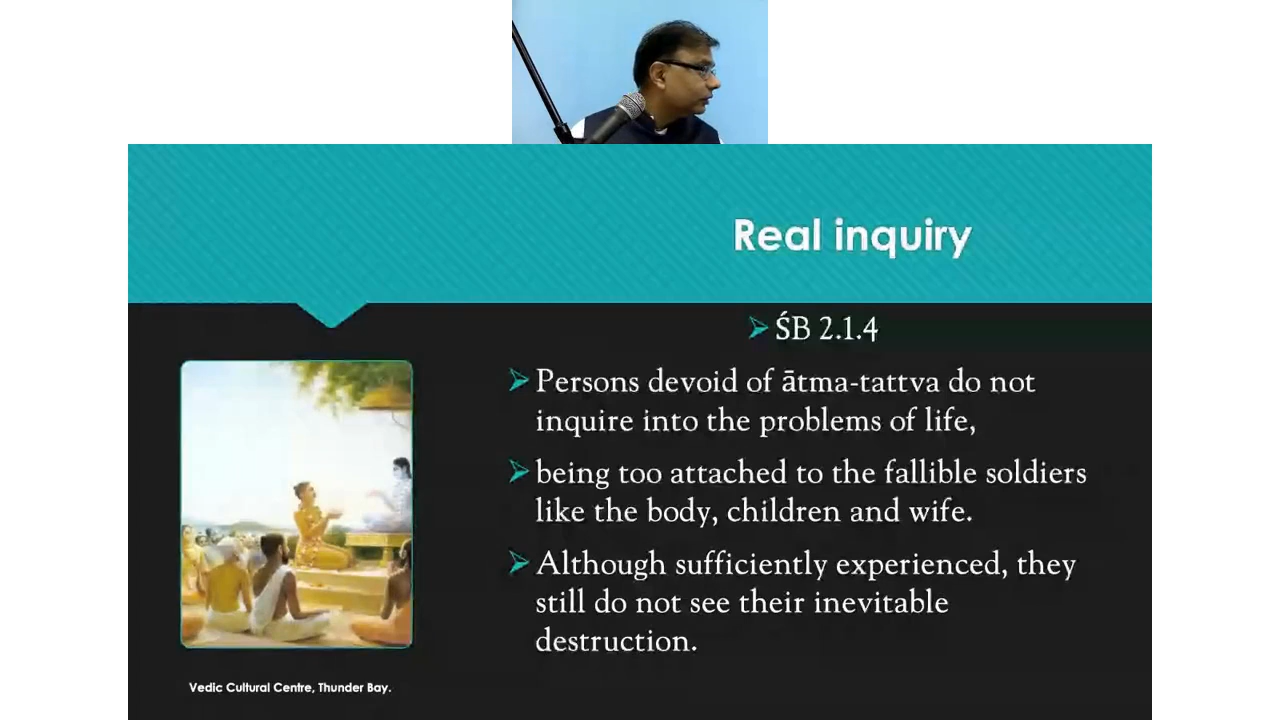 Real inquiry
ŚB 2.1.4
Persons devoid of ātma-tattva do not
inquire into the problems of life,
being too attached to the fallible soldiers
like the body, children and wife.
Although sufficiently experienced, they
still do not see their inevitable
destruction.
Vedic Cultural Centre, Thunder Bay.